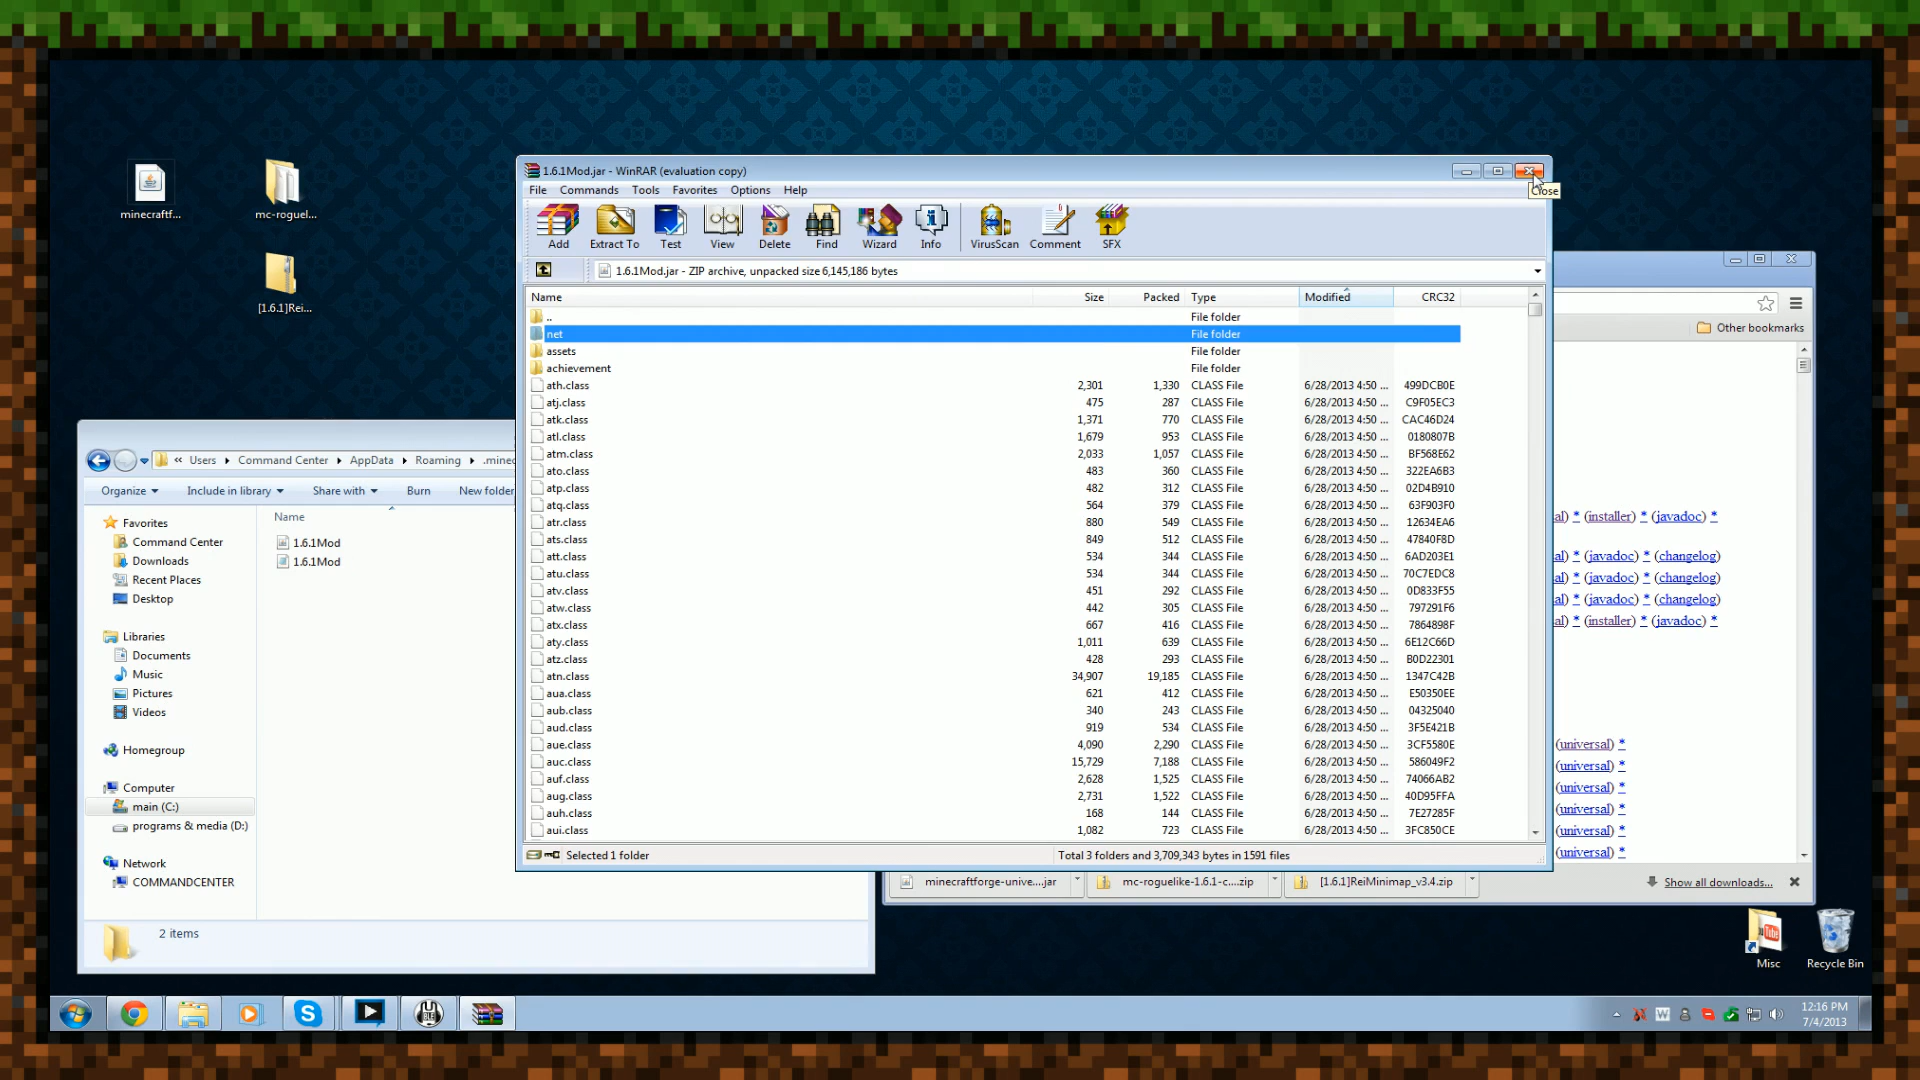 minecraftf...
mc-roguel...
[1.6.1]Rei...
1.6.1Mod.jar - WinRAR (evaluation copy)
Close
File Commands Tools Favorites Options Help
Add Extract To Test View Delete Find Wizard Info VirusScan Comment SFX
1.6.1Mod.jar - ZIP archive, unpacked size 6,145,186 bytes
Name Size Packed Type Modified CRC32
.. File folder
net File folder
assets File folder
achievement File folder
ath.class 2,301 1,330 CLASS File 6/28/2013 4:50 ... 499DCB0E
atj.class 475 287 CLASS File 6/28/2013 4:50 ... C9F05EC3
atk.class 1,371 770 CLASS File 6/28/2013 4:50 ... CAC46D24
atl.class 1,679 953 CLASS File 6/28/2013 4:50 ... 0180807B
atm.class 2,033 1,057 CLASS File 6/28/2013 4:50 ... BF568E62
ato.class 483 360 CLASS File 6/28/2013 4:50 ... 322EA6B3
atp.class 482 312 CLASS File 6/28/2013 4:50 ... 02D4B910
atq.class 564 379 CLASS File 6/28/2013 4:50 ... 63F903F0
atr.class 880 549 CLASS File 6/28/2013 4:50 ... 12634EA6
ats.class 849 512 CLASS File 6/28/2013 4:50 ... 47840F8D
att.class 534 344 CLASS File 6/28/2013 4:50 ... 6AD203E1
atu.class 534 344 CLASS File 6/28/2013 4:50 ... 70C7EDC8
atv.class 451 292 CLASS File 6/28/2013 4:50 ... 0D833F55
atw.class 442 305 CLASS File 6/28/2013 4:50 ... 797291F6
atx.class 667 416 CLASS File 6/28/2013 4:50 ... 7864898F
aty.class 1,011 639 CLASS File 6/28/2013 4:50 ... 6E12C66D
atz.class 428 293 CLASS File 6/28/2013 4:50 ... B0D22301
atn.class 34,907 19,185 CLASS File 6/28/2013 4:50 ... 1347C42B
aua.class 621 412 CLASS File 6/28/2013 4:50 ... E50350EE
aub.class 340 243 CLASS File 6/28/2013 4:50 ... 04325040
aud.class 919 534 CLASS File 6/28/2013 4:50 ... 3F5E421B
aue.class 4,090 2,290 CLASS File 6/28/2013 4:50 ... 3CF5580E
auc.class 15,729 7,188 CLASS File 6/28/2013 4:50 ... 586049F2
auf.class 2,628 1,525 CLASS File 6/28/2013 4:50 ... 74066AB2
aug.class 2,731 1,522 CLASS File 6/28/2013 4:50 ... 40D95FFA
auh.class 168 144 CLASS File 6/28/2013 4:50 ... 7E27285F
aui.class 1,082 723 CLASS File 6/28/2013 4:50 ... 3FC850CE
Selected 1 folder
Total 3 folders and 3,709,343 bytes in 1591 files
« Users Command Center AppData Roaming .minec
Organize Include in library Share with Burn New folder
Favorites
Command Center
Downloads
Recent Places
Desktop
Libraries
Documents
Music
Pictures
Videos
Homegroup
Computer
main (C:)
programs & media (D:)
Network
COMMANDCENTER
Name
1.6.1Mod
1.6.1Mod
2 items
Other bookmarks
al) * (installer) * (javadoc) *
al) * (javadoc) * (changelog)
al) * (javadoc) * (changelog)
al) * (javadoc) * (changelog)
al) * (installer) * (javadoc) *
(universal) *
(universal) *
(universal) *
(universal) *
(universal) *
(universal) *
minecraftforge-unive....jar
mc-roguelike-1.6.1-c....zip
[1.6.1]ReiMinimap_v3.4.zip
Show all downloads...
Misc
Recycle Bin
12:16 PM
7/4/2013